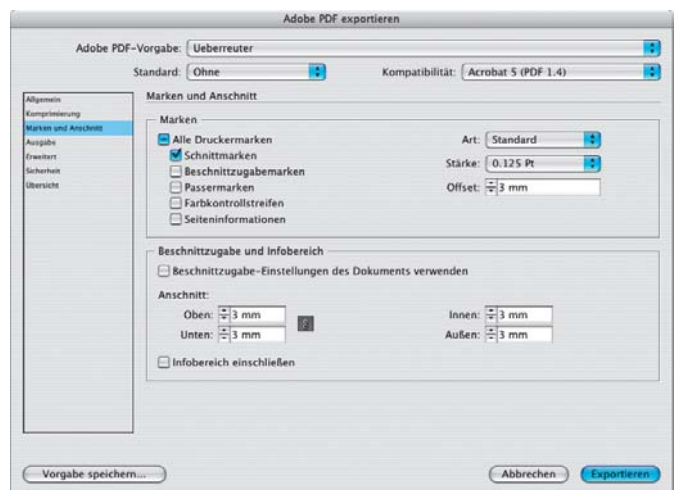 Adobe PDF exportieren
Adobe PDF-Vorgabe: Ueberreuter
Standard: Ohne Kompatibilität: Acrobat 5 (PDF 1.4)
Allgemein
Komprimierung
Marken und Anschnitt
Ausgabe
Erweitert
Sicherheit
Übersicht
Marken und Anschnitt
Marken
Alle Druckermarken Art: Standard
Schnittmarken
Stärke: 0.125 Pt
Beschnittzugabemarken
Passermarken Offset: 3 mm
Farbkontrollstreifen
Seiteninformationen
Beschnittzugabe und Infobereich
Beschnittzugabe-Einstellungen des Dokuments verwenden
Anschnitt:
Oben: 3 mm Innen: 3 mm
Unten: 3 mm Außen: 3 mm
Infobereich einschließen
Vorgabe speichern... Abbrechen Exportieren